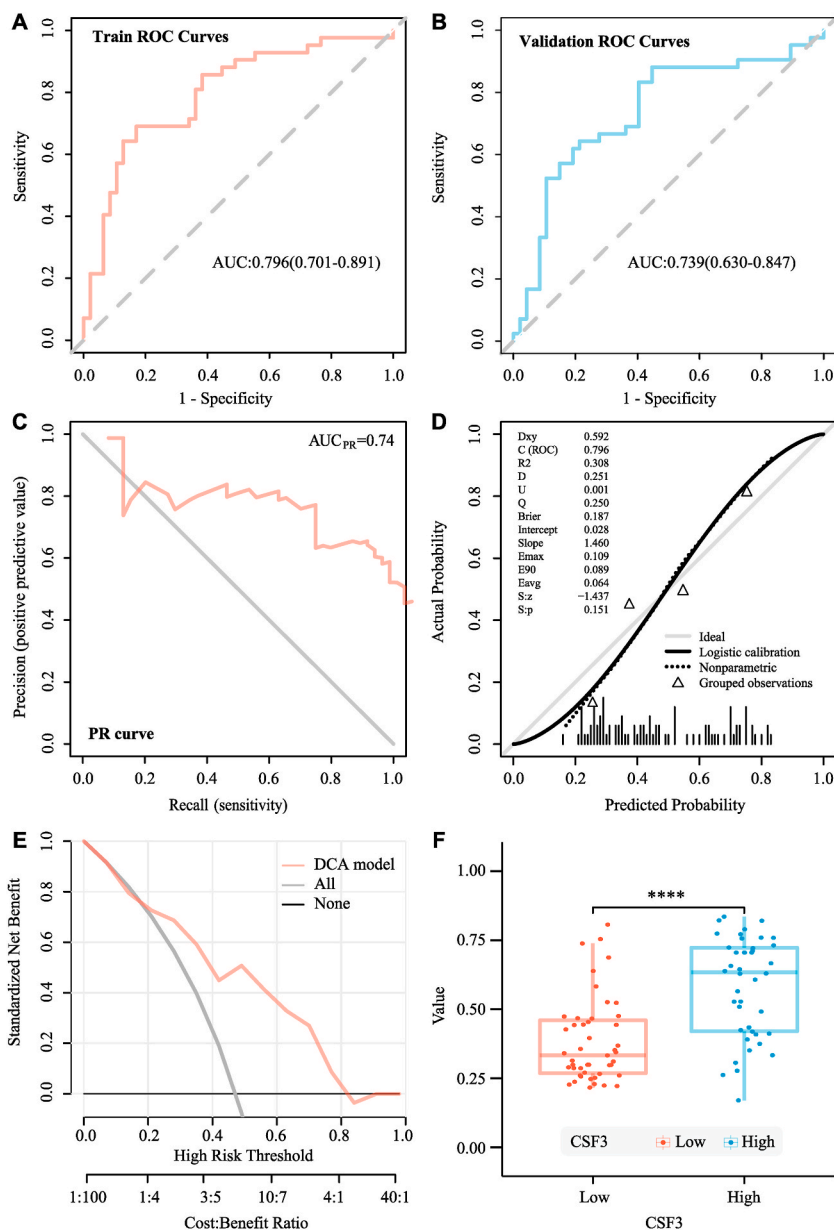 A
Train ROC Curves
1.0
0.8
0.6
0.4
0.2
0.0
Sensitivity
AUC:0.796(0.701-0.891)
0.0 0.2 0.4 0.6 0.8 1.0
1 - Specificity
B
Validation ROC Curves
1.0
0.8
0.6
0.4
0.2
0.0
Sensitivity
AUC:0.739(0.630-0.847)
0.0 0.2 0.4 0.6 0.8 1.0
1 - Specificity
C
AUCPR=0.74
1.0
0.8
0.6
0.4
0.2
0.0
Precision (positive predictive value)
PR curve
0.0 0.2 0.4 0.6 0.8 1.0
Recall (sensitivity)
D
Dxy 0.592
C (ROC) 0.796
R2 0.308
D 0.251
U 0.001
Q 0.250
Brier 0.187
Intercept 0.028
Slope 1.460
Emax 0.109
E90 0.089
Eavg 0.064
S:z −1.437
S:p 0.151
1.0
0.8
0.6
0.4
0.2
0.0
Actual Probability
Ideal
Logistic calibration
Nonparametric
Grouped observations
0.0 0.2 0.4 0.6 0.8 1.0
Predicted Probability
E
1.0
0.8
0.6
0.4
0.2
0.0
Standardized Net Benefit
DCA model
All
None
0.0 0.2 0.4 0.6 0.8 1.0
High Risk Threshold
1:100 1:4 3:5 10:7 4:1 40:1
Cost:Benefit Ratio
F
1.00
0.75
0.50
0.25
0.00
Value
****
CSF3 Low High
Low High
CSF3